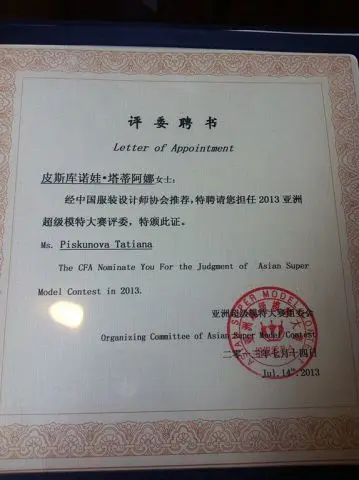 评委聘书
Letter of Appointment
皮斯库诺娃•塔蒂阿娜女士：
经中国服装设计师协会推荐，特聘请您担任 2013 亚洲
超级模特大赛评委，特颁此证。
Ms. Piskunova Tatiana
The CFA Nominate You For the Judgment of Asian Super
Model Contest in 2013.
亚洲超级模特大赛组委会
Organizing Committee of Asian Super Model Contest
二零一三年七月十四日
Jul. 14th. 2013